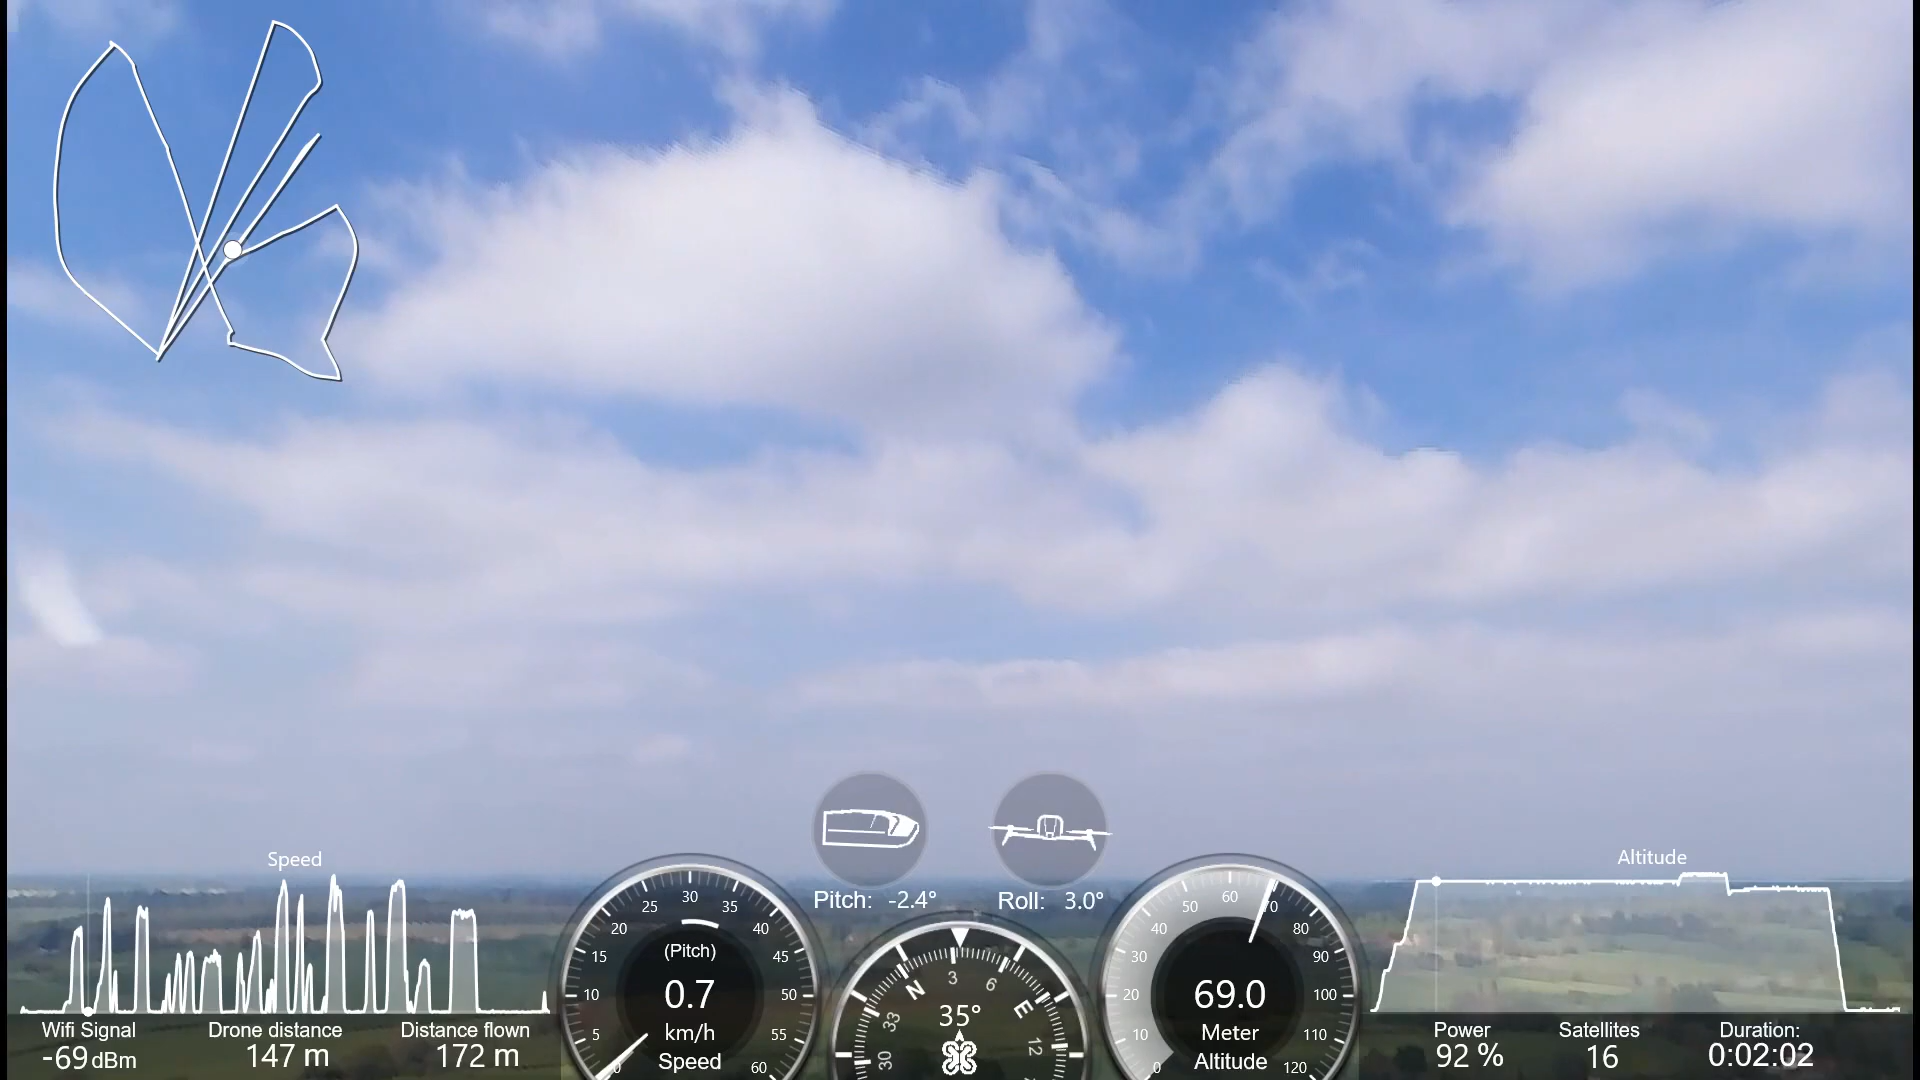 Speed
Wifi Signal
-69 dBm
Drone distance
147 m
Distance flown
172 m
0
5
10
15
20
25
30
35
40
45
50
55
60
(Pitch)
0.7
km/h
Speed
Pitch: -2.4°
Roll: 3.0°
30
33
N
3
6
E
12
35°
0
10
20
30
40
50
60
70
80
90
100
110
120
69.0
Meter
Altitude
Altitude
Power
92 %
Satellites
16
Duration:
0:02:02